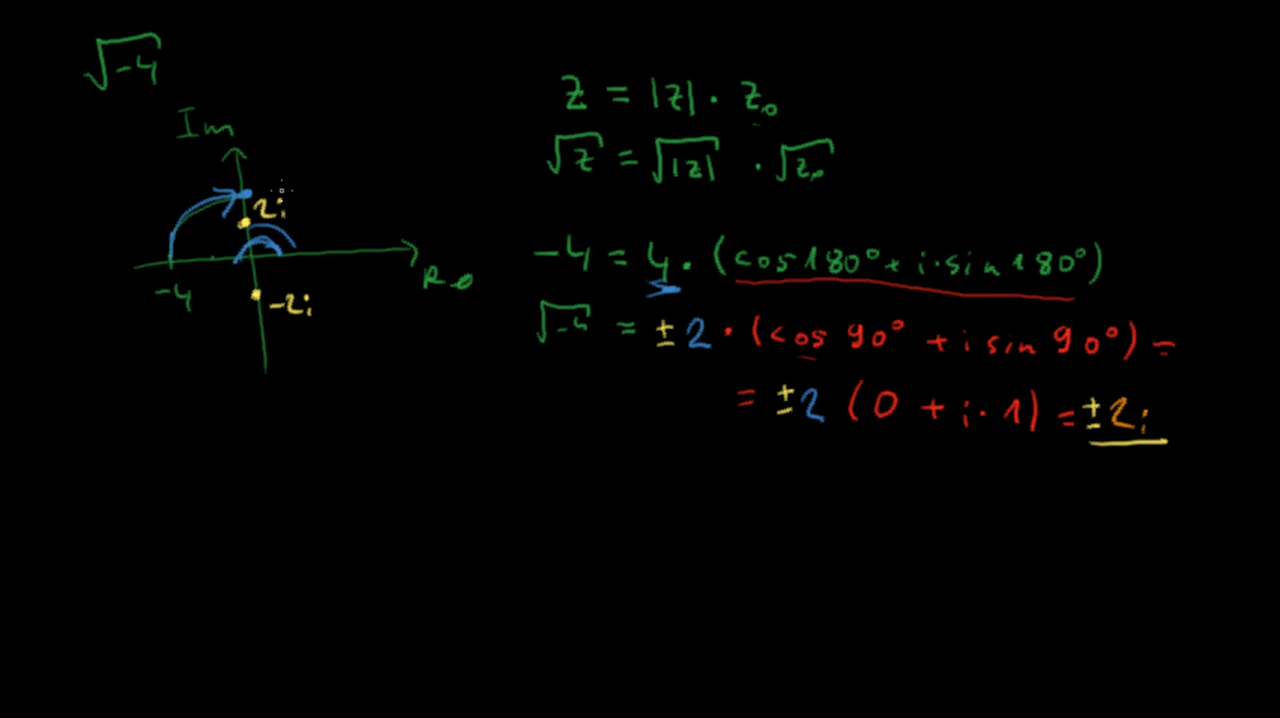 √-4
Im
2i
-4
Re
-2i
z = |z| · z₀
√z = √|z| · √z₀
-4 = 4 · (cos 180° + i · sin 180°)
√-4 = ± 2 · (cos 90° + i sin 90°) =
= ± 2 (0 + i · 1) = ± 2i